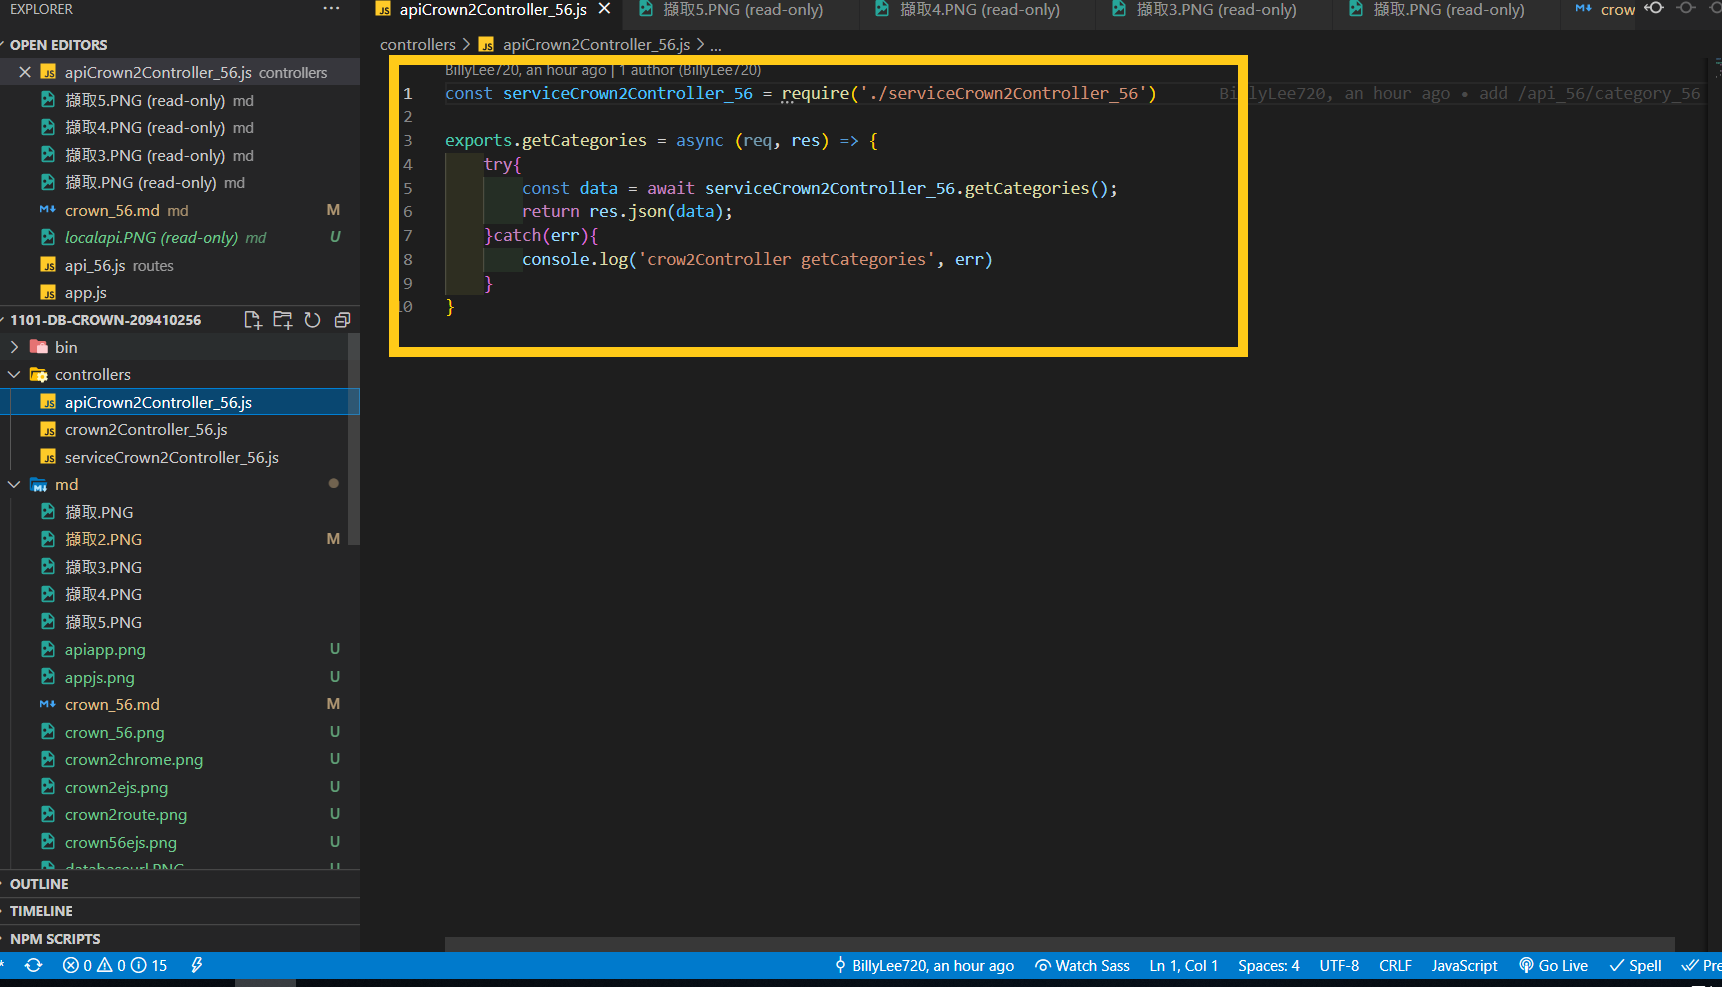 EXPLORER ...
OPEN EDITORS
apiCrown2Controller_56.js controllers
擷取5.PNG (read-only) md
擷取4.PNG (read-only) md
擷取3.PNG (read-only) md
擷取.PNG (read-only) md
crown_56.md md M
localapi.PNG (read-only) md U
api_56.js routes
app.js
1101-DB-CROWN-209410256
bin
controllers
apiCrown2Controller_56.js
crown2Controller_56.js
serviceCrown2Controller_56.js
md
擷取.PNG
擷取2.PNG M
擷取3.PNG
擷取4.PNG
擷取5.PNG
apiapp.png U
appjs.png U
crown_56.md M
crown_56.png U
crown2chrome.png U
crown2ejs.png U
crown2route.png U
crown56ejs.png U
databaseurl.PNG U
OUTLINE
TIMELINE
NPM SCRIPTS
apiCrown2Controller_56.js 擷取5.PNG (read-only) 擷取4.PNG (read-only) 擷取3.PNG (read-only) 擷取.PNG (read-only) crow
controllers > apiCrown2Controller_56.js > ...
BillyLee720, an hour ago | 1 author (BillyLee720)
1 const serviceCrown2Controller_56 = require('./serviceCrown2Controller_56') BillyLee720, an hour ago • add /api_56/category_56
2
3 exports.getCategories = async (req, res) => {
4 try{
5 const data = await serviceCrown2Controller_56.getCategories();
6 return res.json(data);
7 }catch(err){
8 console.log('crow2Controller getCategories', err)
9 }
10 }
0 0 15 BillyLee720, an hour ago Watch Sass Ln 1, Col 1 Spaces: 4 UTF-8 CRLF JavaScript Go Live Spell Pre